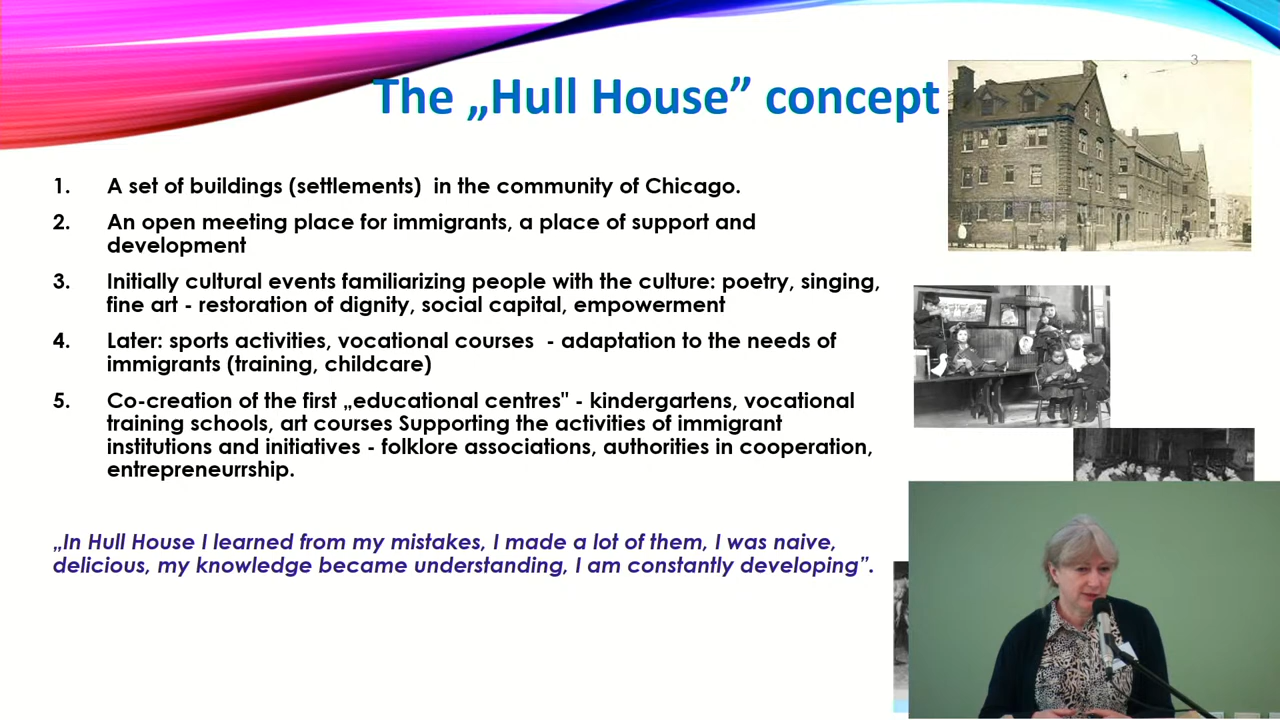 3
The „Hull House” concept
1. A set of buildings (settlements) in the community of Chicago.
2. An open meeting place for immigrants, a place of support and
development
3. Initially cultural events familiarizing people with the culture: poetry, singing,
fine art - restoration of dignity, social capital, empowerment
4. Later: sports activities, vocational courses - adaptation to the needs of
immigrants (training, childcare)
5. Co-creation of the first „educational centres" - kindergartens, vocational
training schools, art courses Supporting the activities of immigrant
institutions and initiatives - folklore associations, authorities in cooperation,
entrepreneurrship.
„In Hull House I learned from my mistakes, I made a lot of them, I was naive,
delicious, my knowledge became understanding, I am constantly developing”.